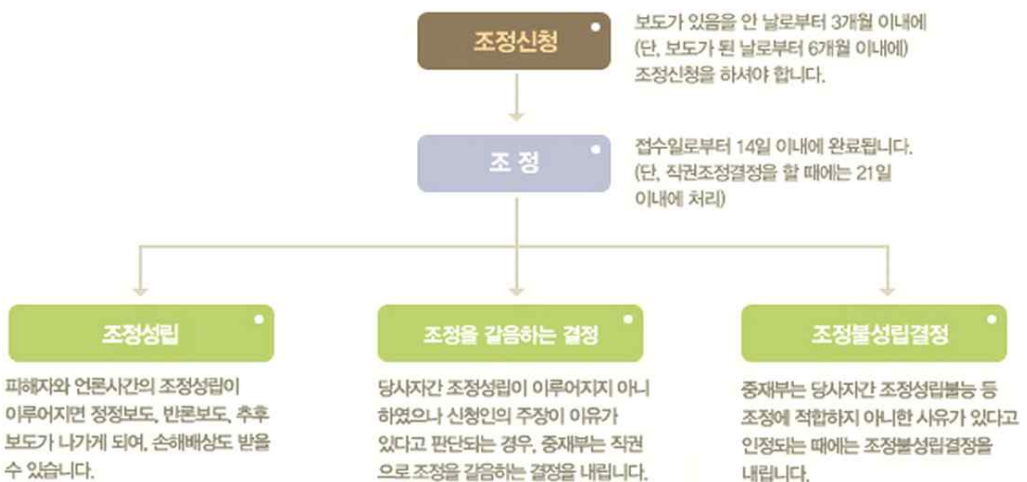 조정신청
보도가 있음을 안 날로부터 3개월 이내에
(단, 보도가 된 날로부터 6개월 이내에)
조정신청을 하셔야 합니다.
조 정
접수일로부터 14일 이내에 완료됩니다.
(단, 직권조정결정을 할 때에는 21일
이내에 처리)
조정성립
피해자와 언론사간의 조정성립이
이루어지면 정정보도, 반론보도, 추후
보도가 나가게 되며, 손해배상도 받을
수 있습니다.
조정을 갈음하는 결정
당사자간 조정성립이 이루어지지 아니
하였으나 신청인의 주장이 이유가
있다고 판단되는 경우, 중재부는 직권
으로 조정을 갈음하는 결정을 내립니다.
조정불성립결정
중재부는 당사자간 조정성립불능 등
조정에 적합하지 아니한 사유가 있다고
인정되는 때에는 조정불성립결정을
내립니다.